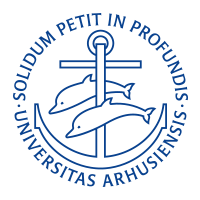 SOLIDUM PETIT IN PROFUNDIS
· UNIVERSITAS ARHUSIENSIS ·